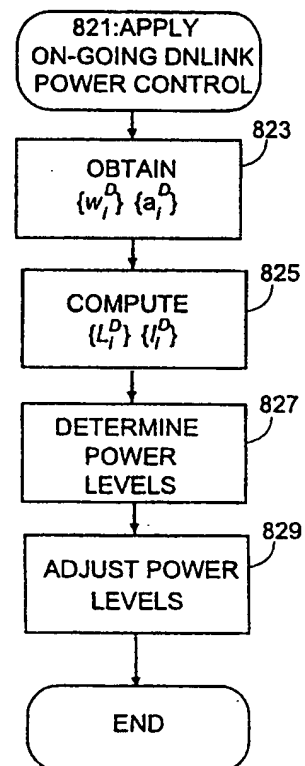 821:APPLY
ON-GOING DNLINK
POWER CONTROL
823
OBTAIN
{w_i^D} {a_i^D}
825
COMPUTE
{L_i^D} {I_i^D}
827
DETERMINE
POWER
LEVELS
829
ADJUST POWER
LEVELS
END